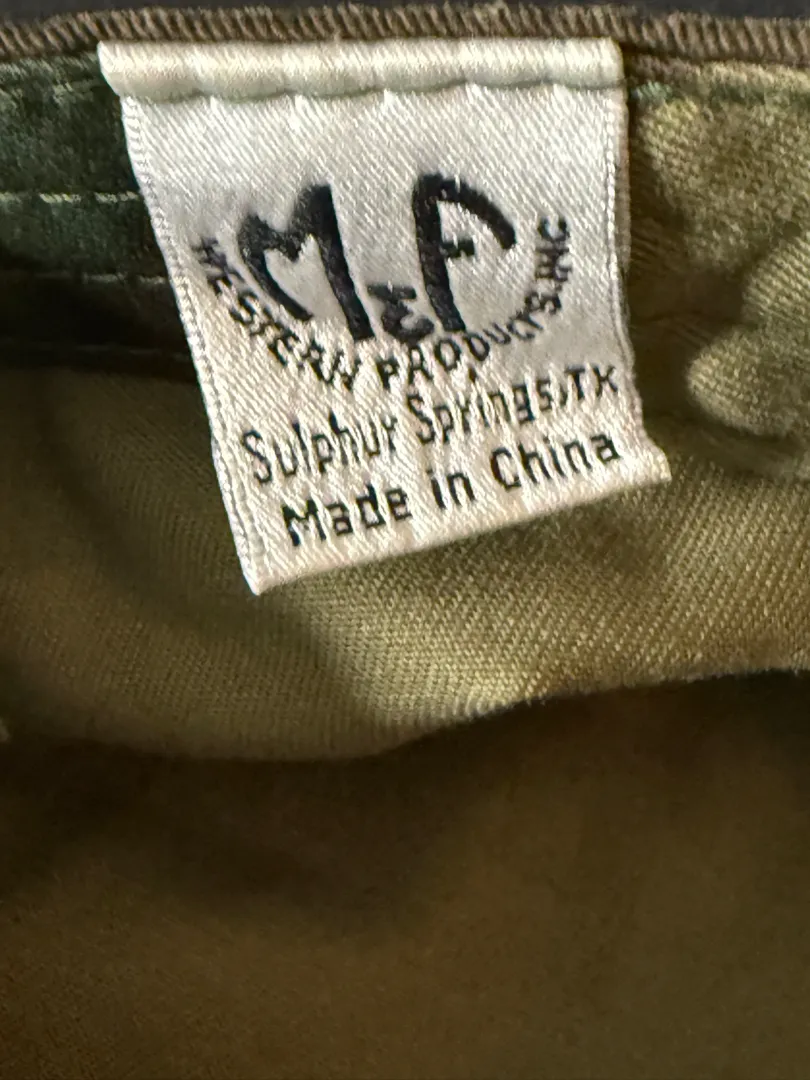 M&F
WESTERN PRODUCTS.INC
Sulphur Springs,TX
Made in China